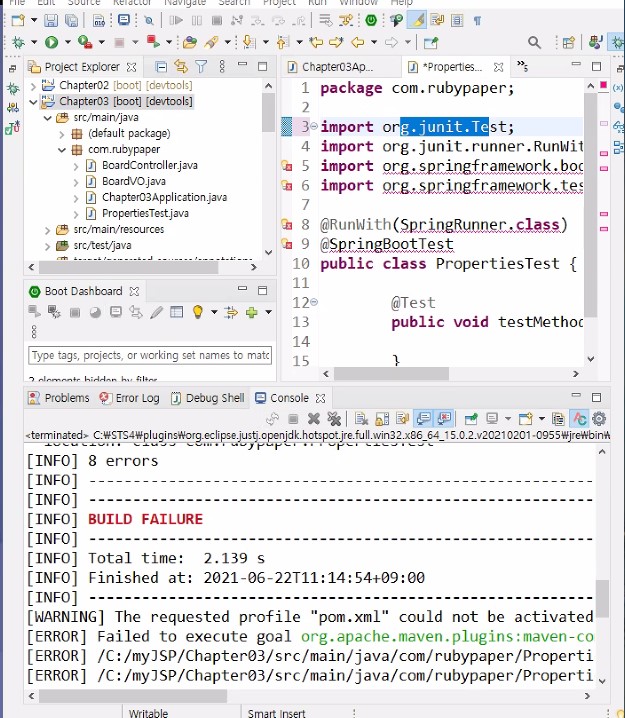 File Edit Source Refactor Navigate Search Project Run Window Help
Project Explorer
Chapter02 [boot] [devtools]
Chapter03 [boot] [devtools]
src/main/java
(default package)
com.rubypaper
BoardController.java
BoardVO.java
Chapter03Application.java
PropertiesTest.java
src/main/resources
src/test/java
Boot Dashboard
Type tags, projects, or working set names to matc
2 elements hidden by filter
Chapter03Ap...
*Properties...
»5
1 package com.rubypaper;
2
3 import org.junit.Test;
4 import org.junit.runner.RunWit
5 import org.springframework.boo
6 import org.springframework.tes
7
8 @RunWith(SpringRunner.class)
9 @SpringBootTest
10 public class PropertiesTest {
11
12 @Test
13 public void testMethod
14
15 }
Problems Error Log Debug Shell Console
<terminated> C:₩STS4₩plugins₩org.eclipse.justj.openjdk.hotspot.jre.full.win32.x86_64_15.0.2.v20210201-0955₩jre₩bin₩
location: class com.rubypaper.PropertiesTest
[INFO] 8 errors
[INFO] -----------------------------------------------
[INFO] -----------------------------------------------
[INFO] BUILD FAILURE
[INFO] -----------------------------------------------
[INFO] Total time:  2.139 s
[INFO] Finished at: 2021-06-22T11:14:54+09:00
[INFO] -----------------------------------------------
[WARNING] The requested profile "pom.xml" could not be activated
[ERROR] Failed to execute goal org.apache.maven.plugins:maven-co
[ERROR] /C:/myJSP/Chapter03/src/main/java/com/rubypaper/Properti
[ERROR] /C:/myJSP/Chapter03/src/main/java/com/rubypaper/Properti
Writable
Smart Insert